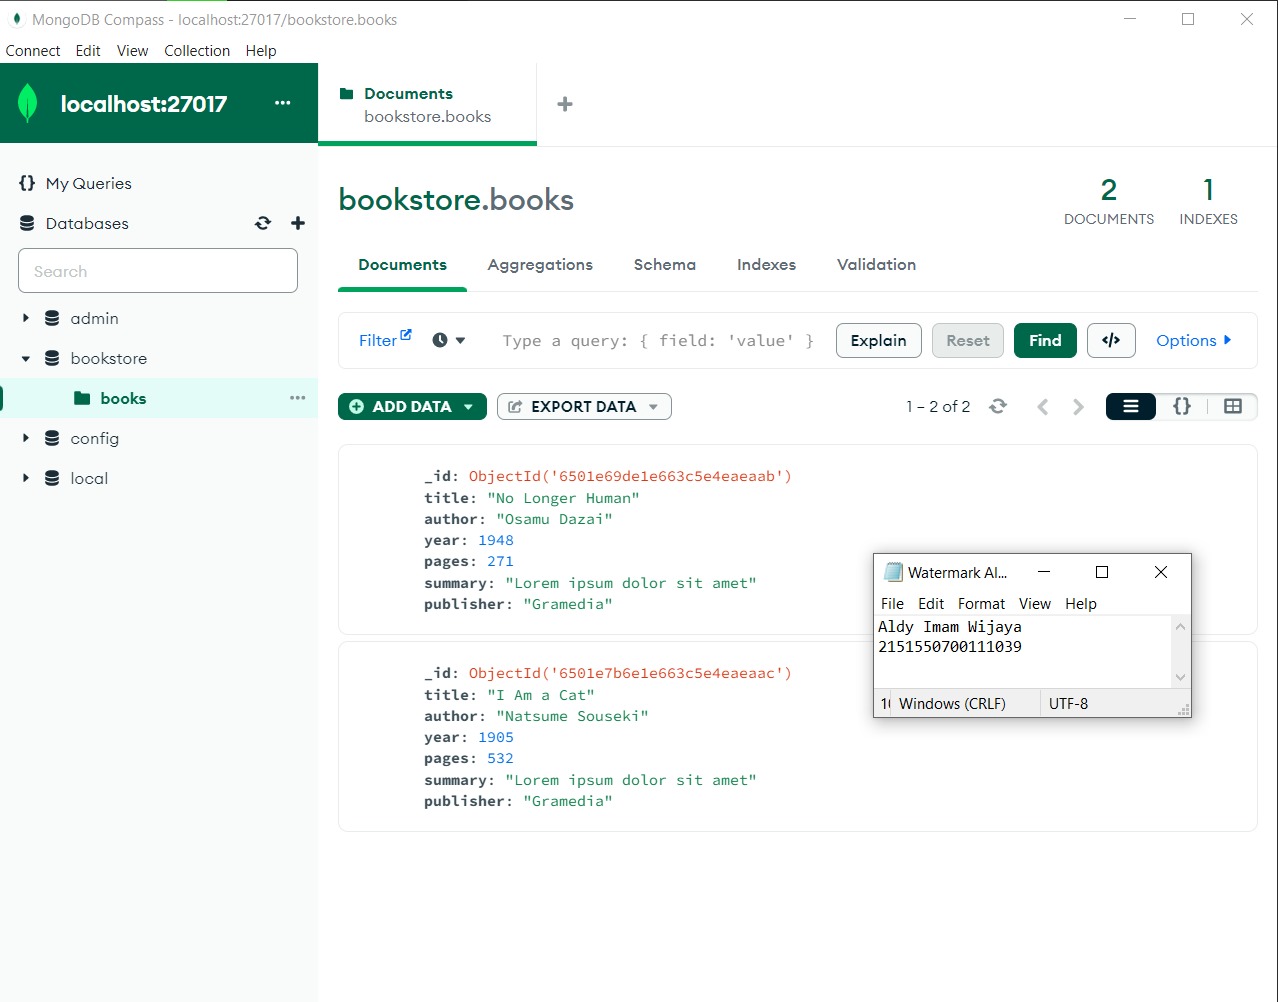 MongoDB Compass - localhost:27017/bookstore.books
Connect Edit View Collection Help
localhost:27017
Documents
bookstore.books
My Queries
Databases
Search
admin
bookstore
books
config
local
bookstore.books
2 DOCUMENTS
1 INDEXES
Documents Aggregations Schema Indexes Validation
Filter Type a query: { field: 'value' } Explain Reset Find </> Options
ADD DATA EXPORT DATA 1 – 2 of 2 {}
_id: ObjectId('6501e69de1e663c5e4eaeaab')
title: "No Longer Human"
author: "Osamu Dazai"
year: 1948
pages: 271
summary: "Lorem ipsum dolor sit amet"
publisher: "Gramedia"
_id: ObjectId('6501e7b6e1e663c5e4eaeaac')
title: "I Am a Cat"
author: "Natsume Souseki"
year: 1905
pages: 532
summary: "Lorem ipsum dolor sit amet"
publisher: "Gramedia"
Watermark Al...
File Edit Format View Help
Aldy Imam Wijaya
2151550700111039
Windows (CRLF) UTF-8